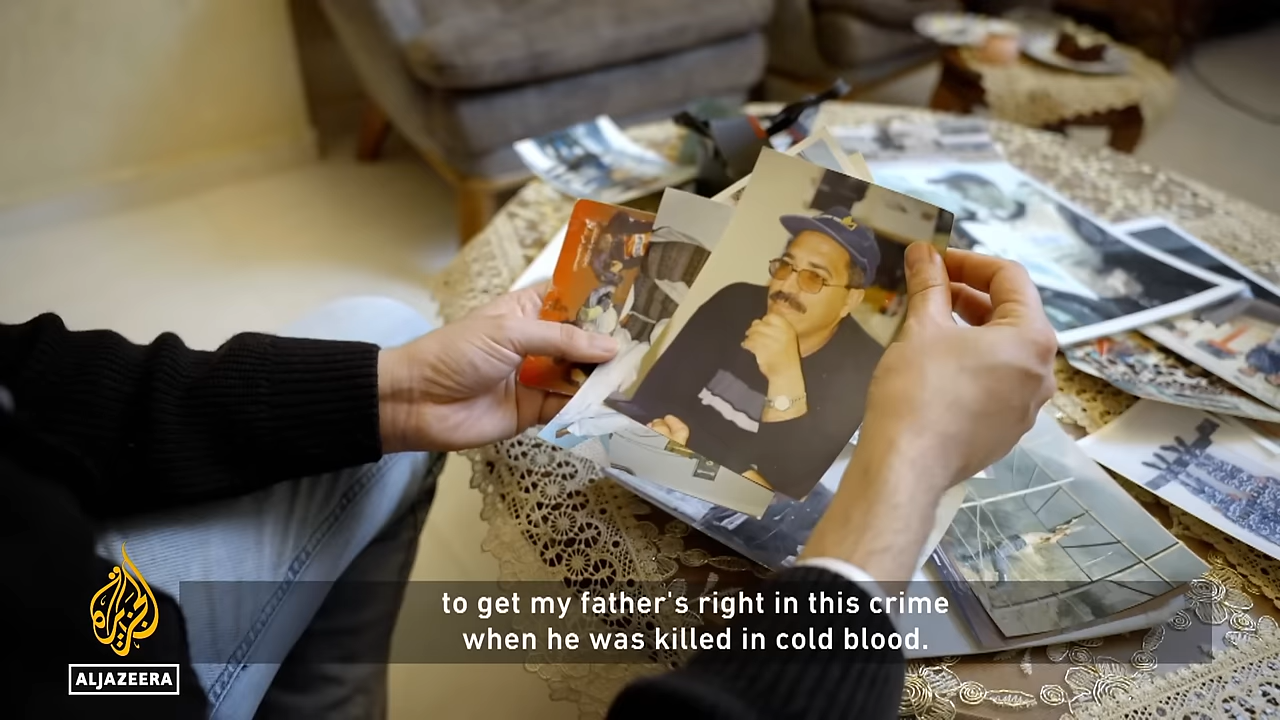 to get my father's right in this crime
when he was killed in cold blood.
الجزيرة
ALJAZEERA